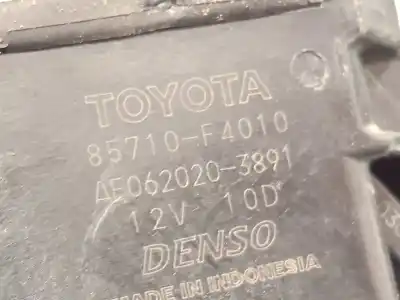 TOYOTA
85710-F4010
AE062020-3891
12V 10D
DENSO
MADE IN INDONESIA